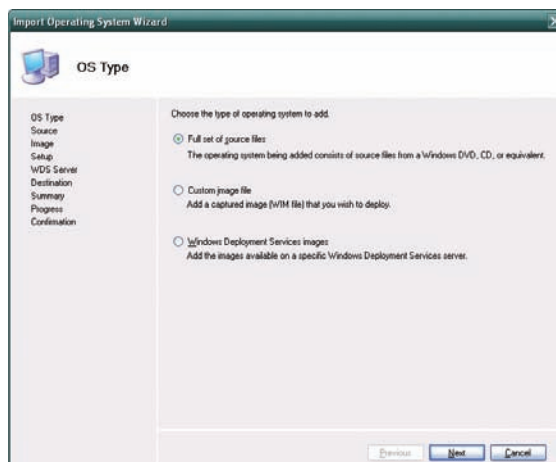 Import Operating System Wizard
OS Type
OS Type
Source
Image
Setup
WDS Server
Destination
Summary
Progress
Confirmation
Choose the type of operating system to add.
Full set of source files
The operating system being added consists of source files from a Windows DVD, CD, or equivalent.
Custom image file
Add a captured image (WIM file) that you wish to deploy.
Windows Deployment Services images
Add the images available on a specific Windows Deployment Services server.
Previous Next Cancel